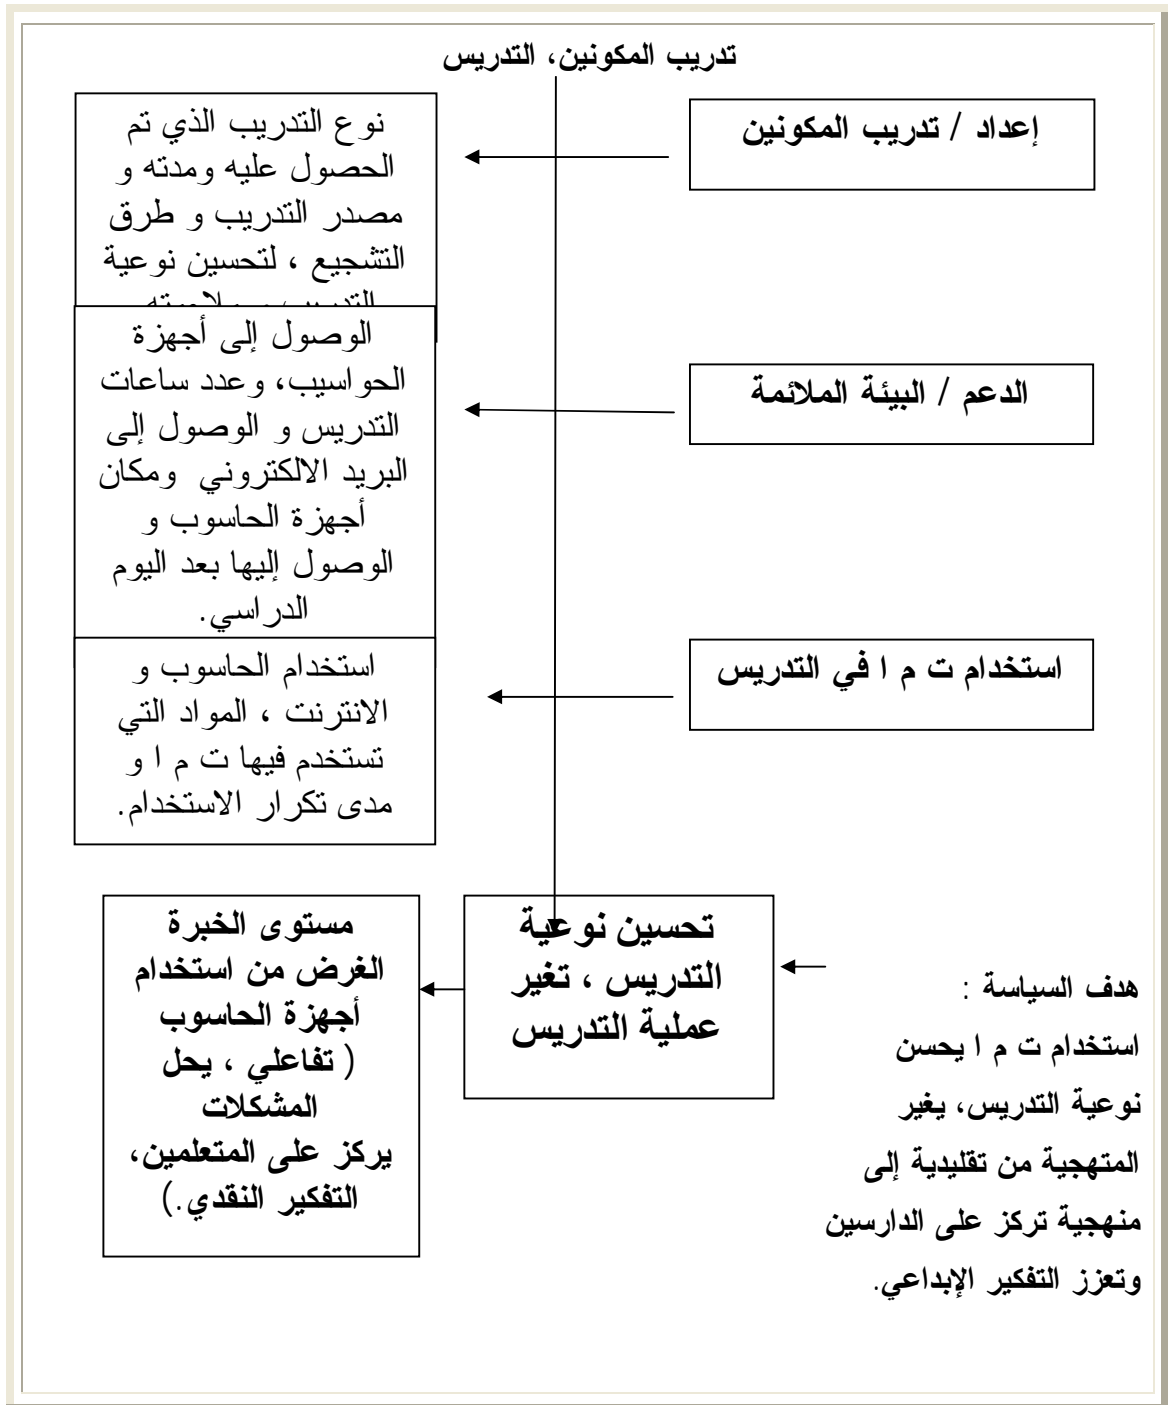 تدريب المكونين، التدريس
إعداد / تدريب المكونين
نوع التدريب الذي تم
الحصول عليه ومدته و
مصدر التدريب و طرق
التشجيع ، لتحسين نوعية
الدعم / البيئة الملائمة
الوصول إلى أجهزة
الحواسيب، وعدد ساعات
التدريس و الوصول إلى
البريد الالكتروني ومكان
أجهزة الحاسوب و
الوصول إليها بعد اليوم
الدراسي.
استخدام ت م ا في التدريس
استخدام الحاسوب و
الانترنت ، المواد التي
تستخدم فيها ت م ا و
مدى تكرار الاستخدام.
هدف السياسة :
استخدام ت م ا يحسن
نوعية التدريس، يغير
المتهجية من تقليدية إلى
منهجية تركز على الدارسين
وتعزز التفكير الإبداعي.
تحسين نوعية
التدريس ، تغير
عملية التدريس
مستوى الخبرة
الغرض من استخدام
أجهزة الحاسوب
( تفاعلي ، يحل
المشكلات
يركز على المتعلمين،
التفكير النقدي.)